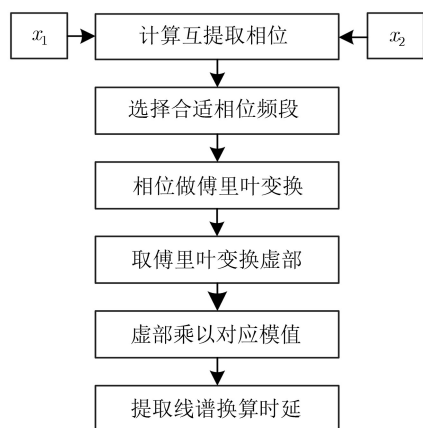 x₁
计算互提取相位
x₂
选择合适相位频段
相位做傅里叶变换
取傅里叶变换虚部
虚部乘以对应模值
提取线谱换算时延